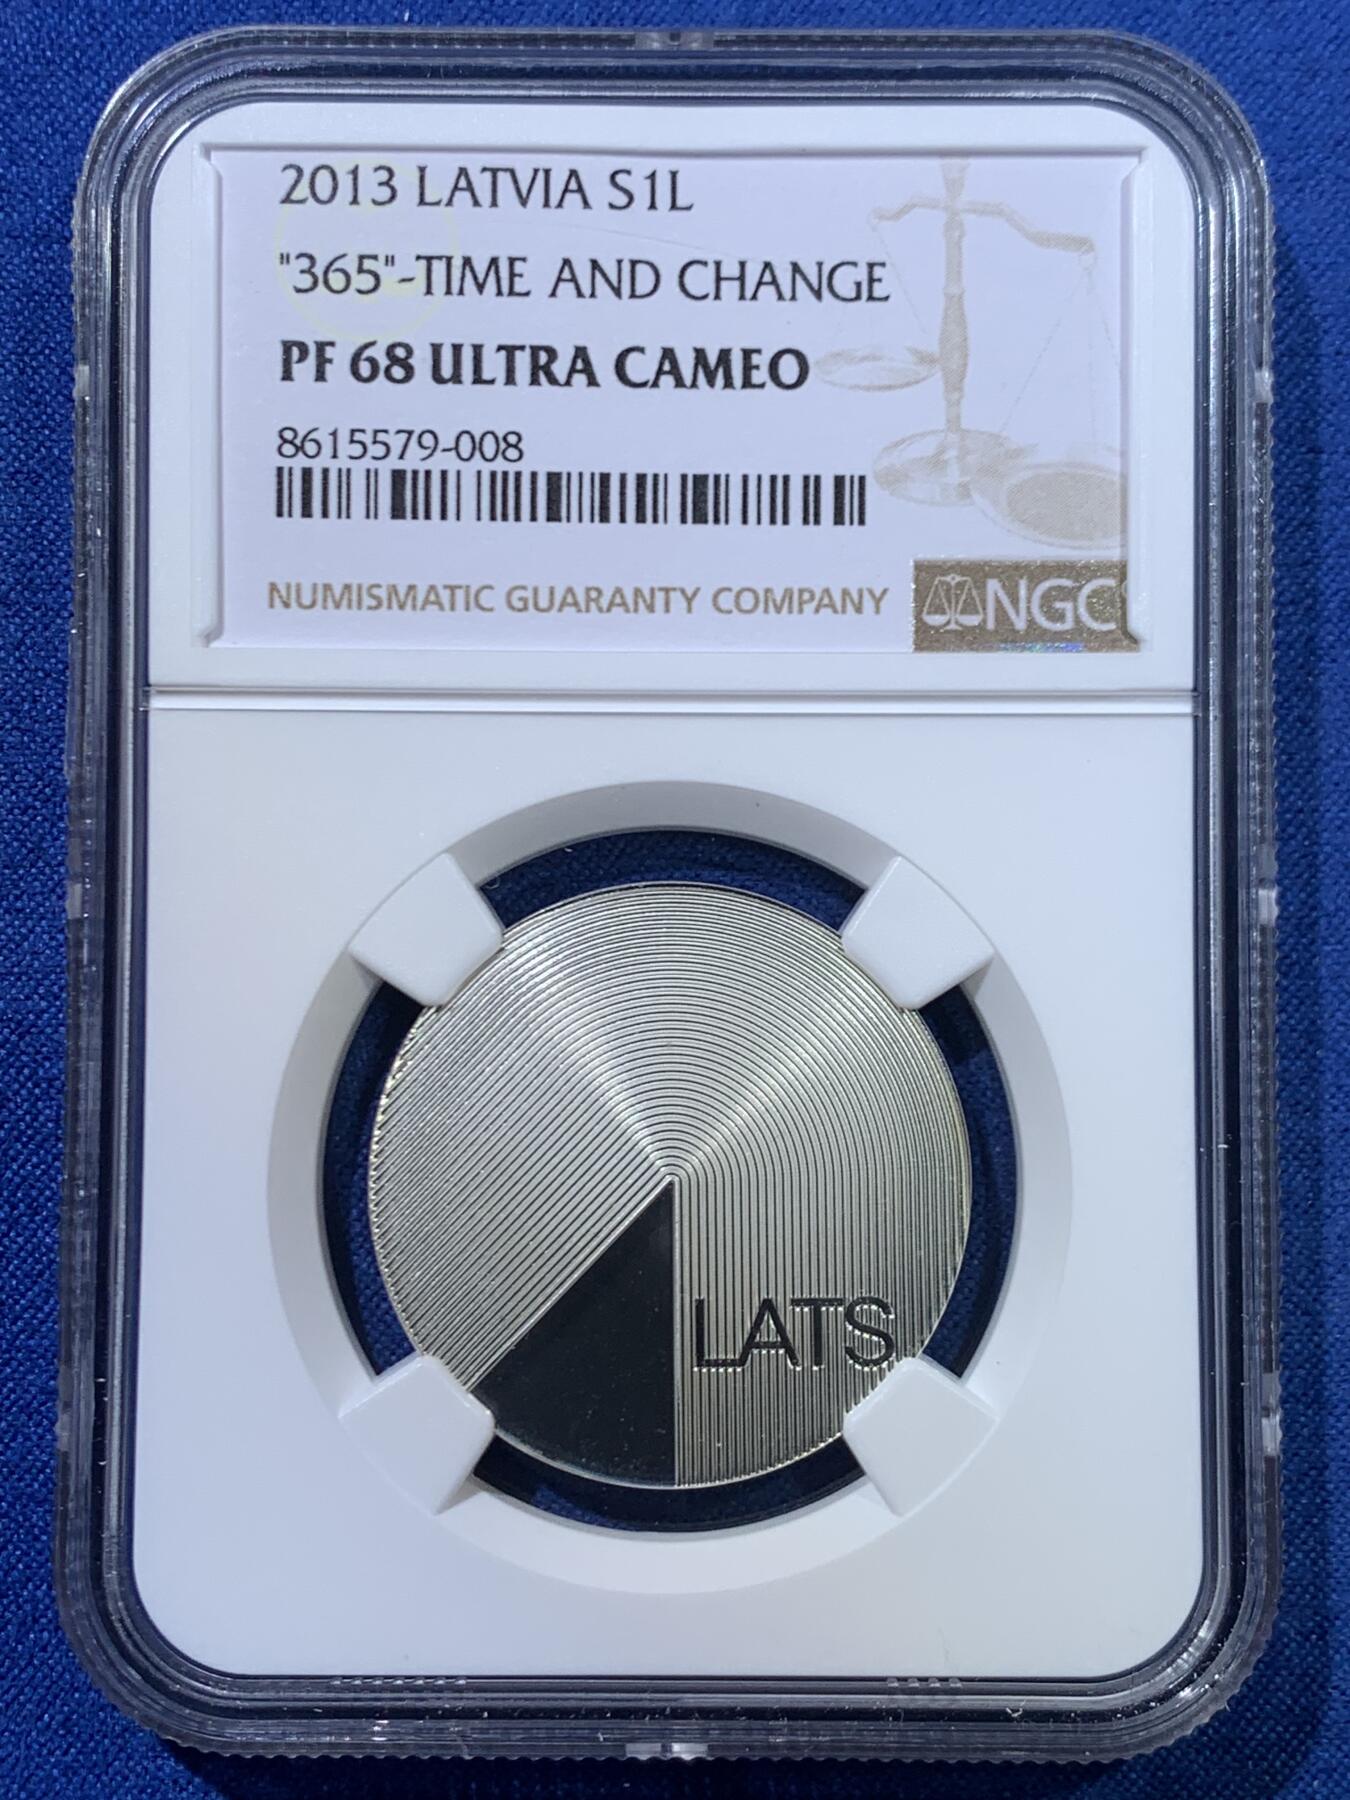 2013 LATVIA S1L
"365"-TIME AND CHANGE
PF 68 ULTRA CAMEO
8615579-008
NUMISMATIC GUARANTY COMPANY
NGC
LATS